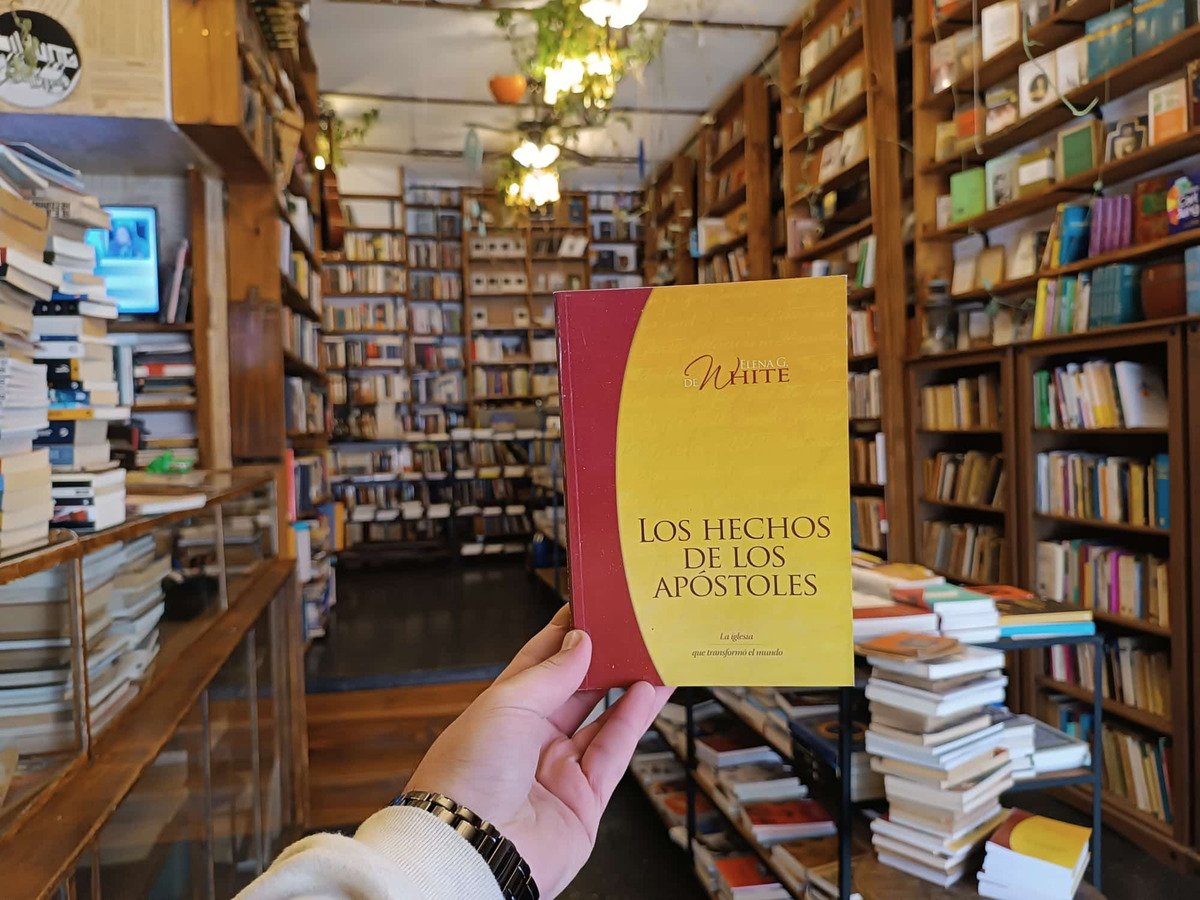 ELENA G.
DE WHITE
LOS HECHOS
DE LOS
APÓSTOLES
La iglesia
que transformó el mundo